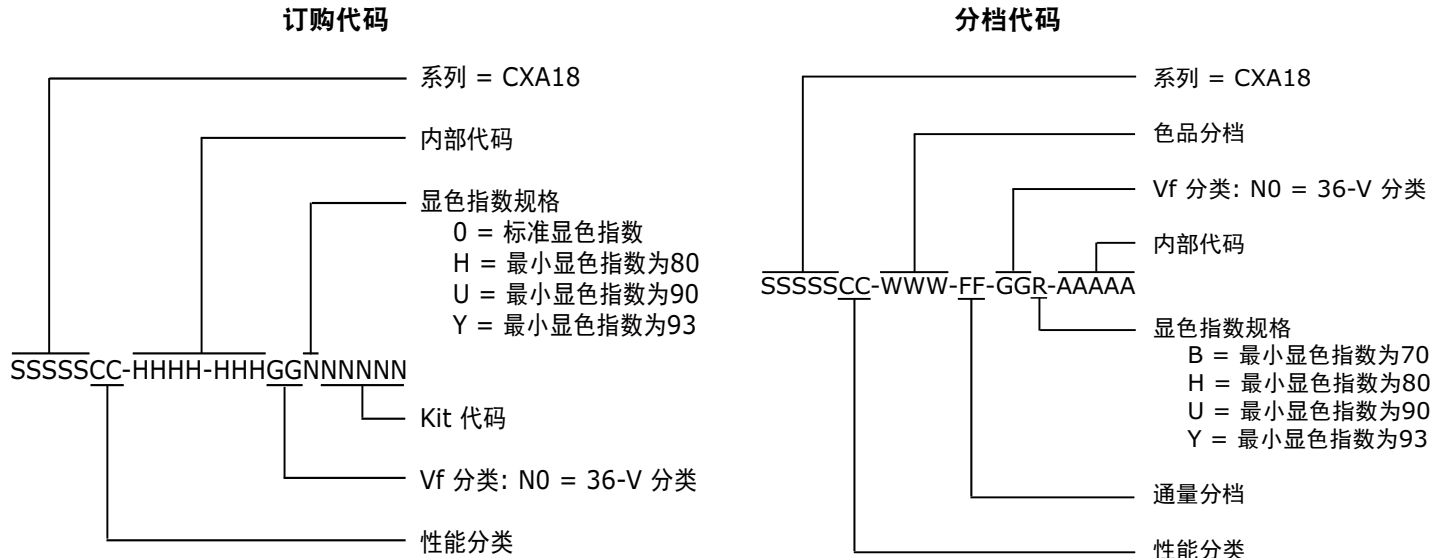 订购代码
系列 = CXA18
内部代码
显色指数规格
0 = 标准显色指数
H = 最小显色指数为80
U = 最小显色指数为90
Y = 最小显色指数为93
SSSSSCC-HHHH-HHHGGNNNNNN
Kit 代码
Vf 分类: N0 = 36-V 分类
性能分类
分档代码
系列 = CXA18
色品分档
Vf 分类: N0 = 36-V 分类
内部代码
SSSSSCC-WWW-FF-GGR-AAAAA
显色指数规格
B = 最小显色指数为70
H = 最小显色指数为80
U = 最小显色指数为90
Y = 最小显色指数为93
通量分档
性能分类